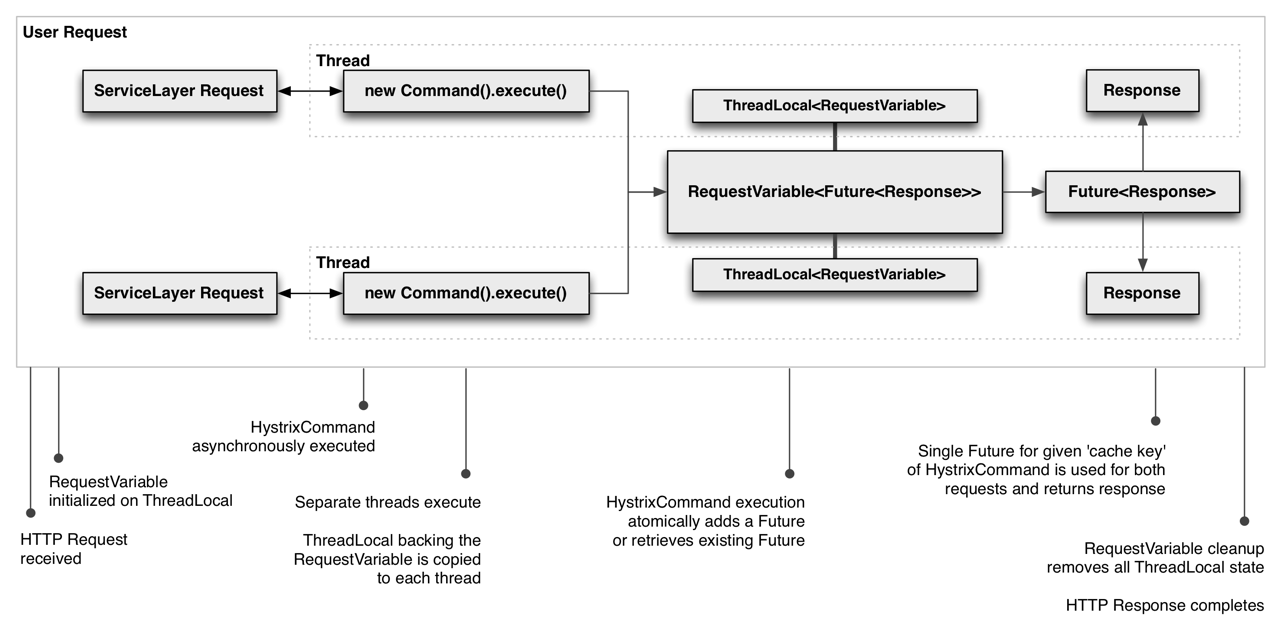 User Request
Thread
ServiceLayer Request
new Command().execute()
ThreadLocal<RequestVariable>
Response
RequestVariable<Future<Response>>
Future<Response>
Thread
ServiceLayer Request
new Command().execute()
ThreadLocal<RequestVariable>
Response
HTTP Request
received
RequestVariable
initialized on ThreadLocal
HystrixCommand
asynchronously executed
Separate threads execute
ThreadLocal backing the
RequestVariable is copied
to each thread
HystrixCommand execution
atomically adds a Future
or retrieves existing Future
Single Future for given 'cache key'
of HystrixCommand is used for both
requests and returns response
RequestVariable cleanup
removes all ThreadLocal state
HTTP Response completes